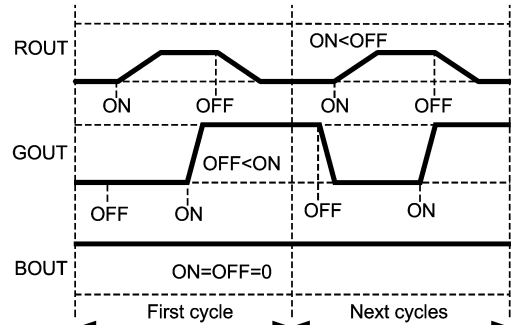 ROUT
ON<OFF
ON OFF ON OFF
GOUT
OFF<ON
OFF ON OFF ON
BOUT
ON=OFF=0
First cycle Next cycles